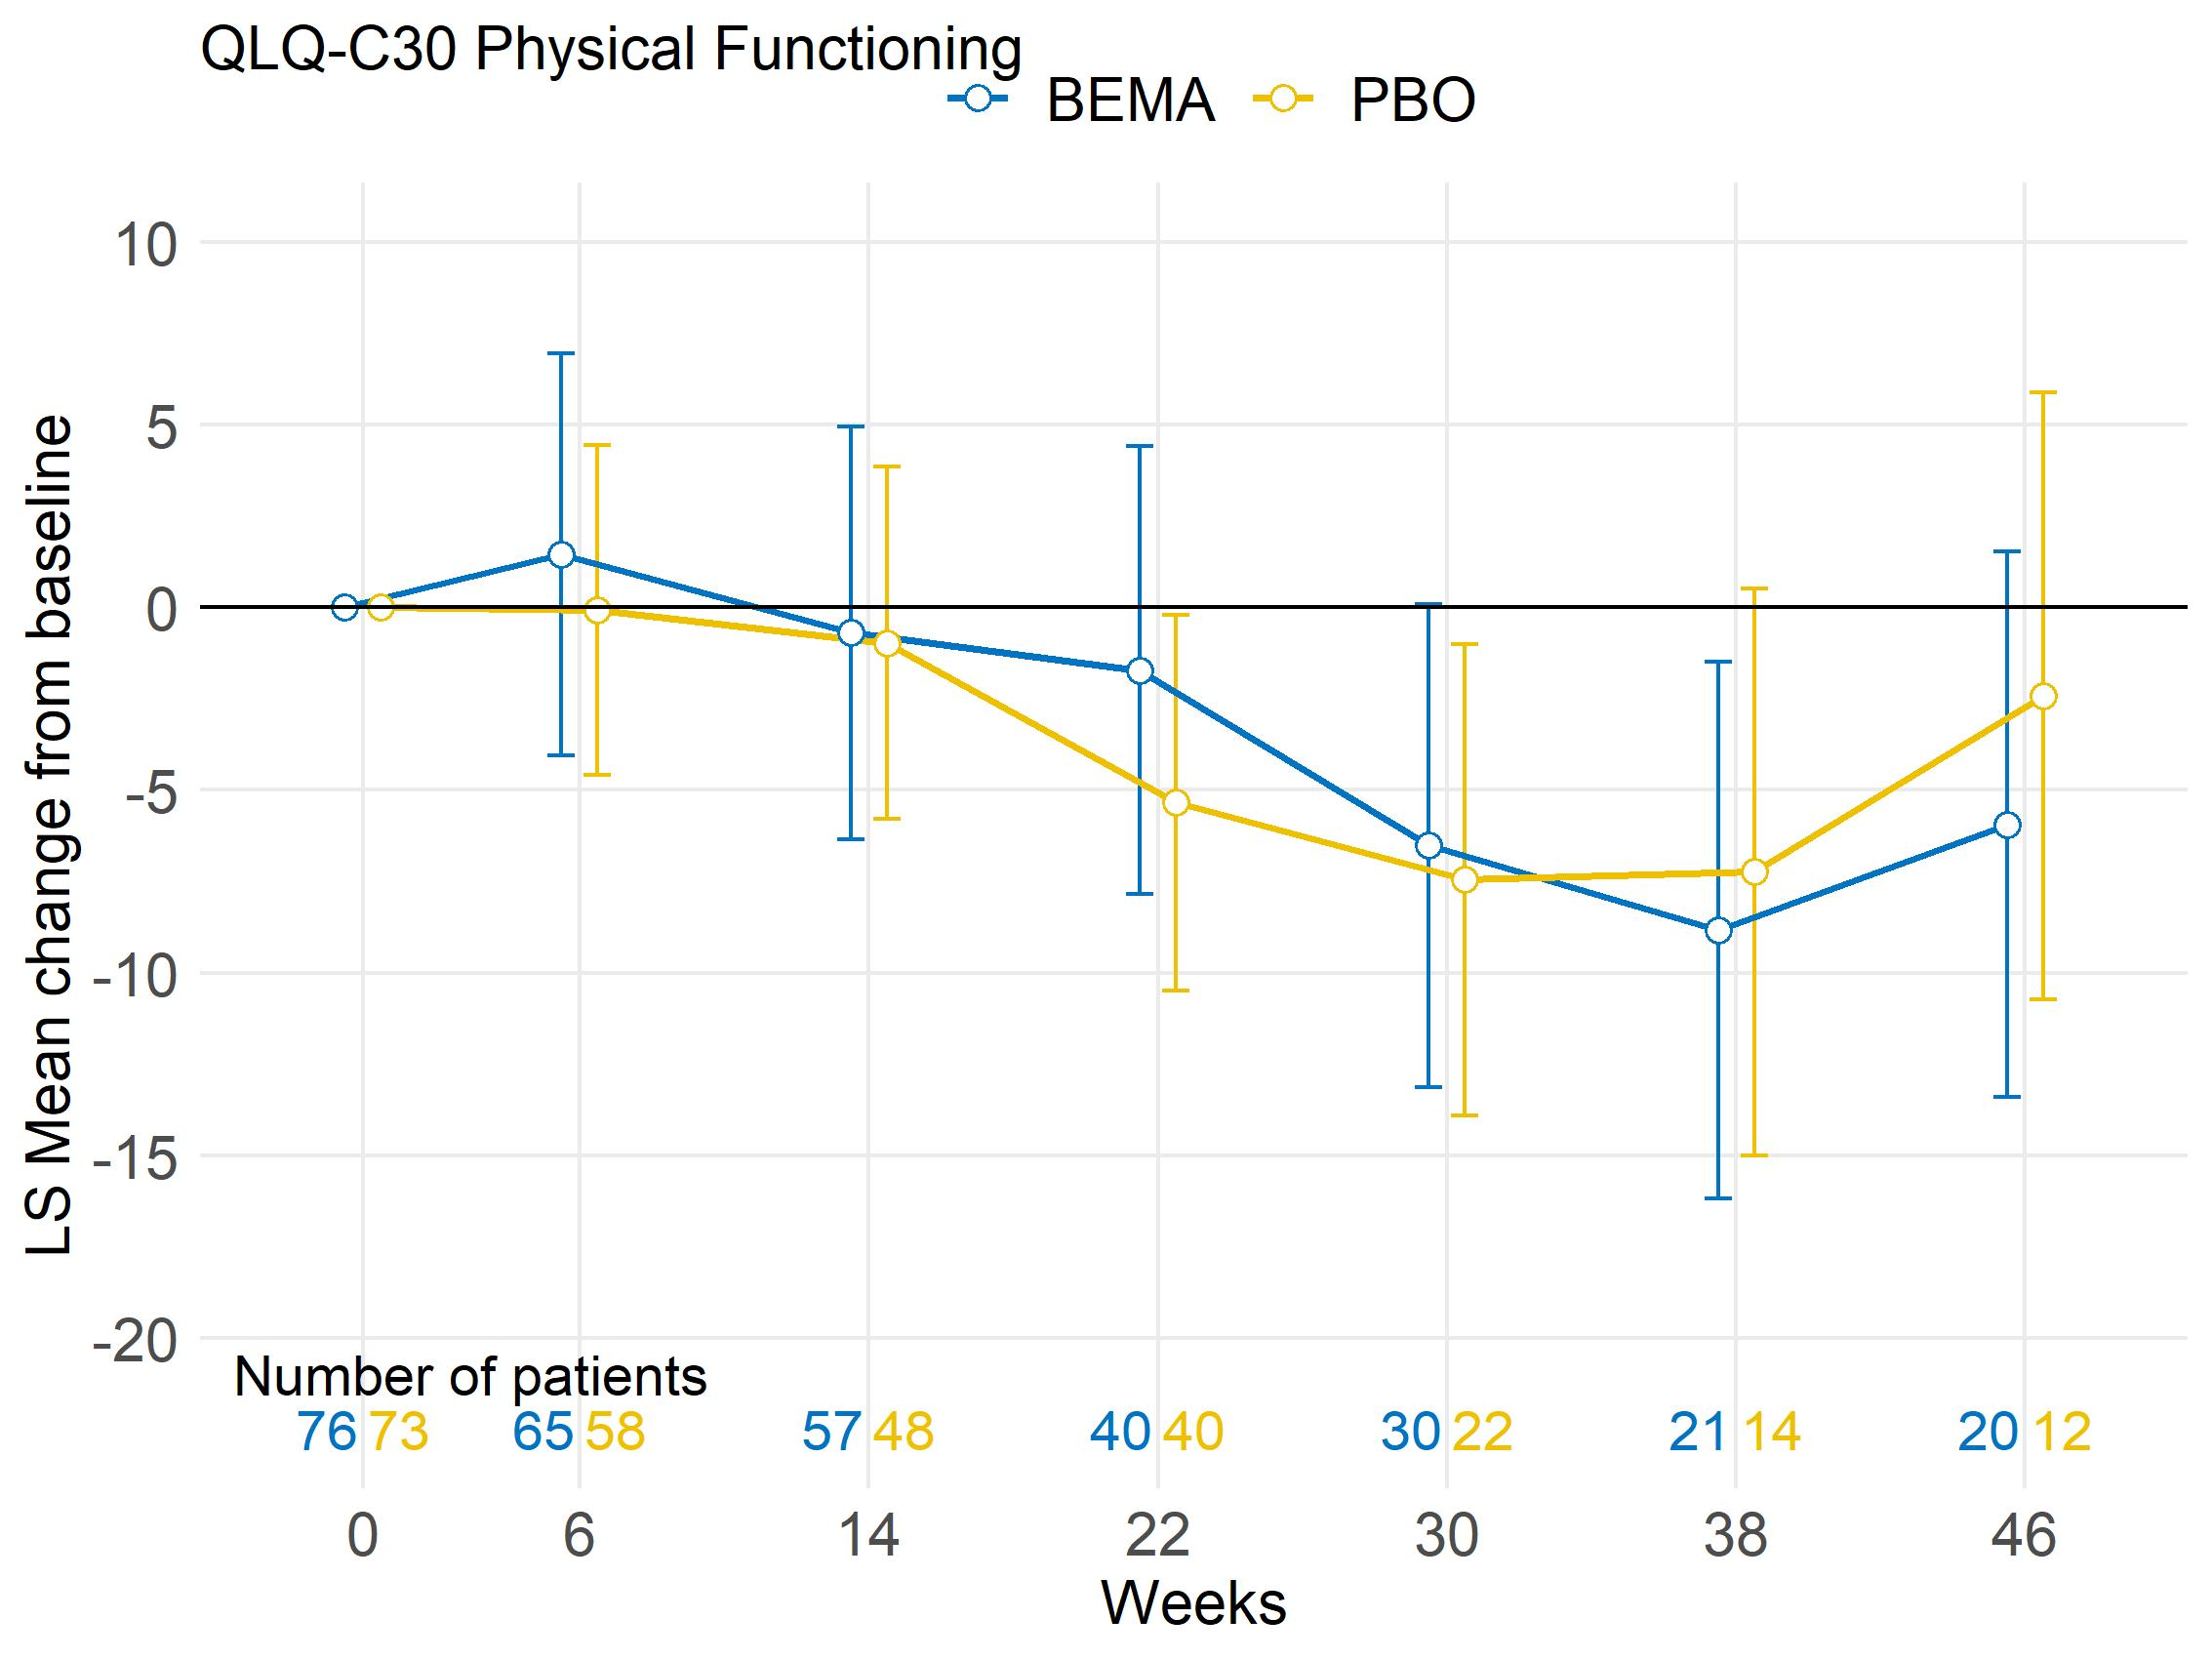 QLQ-C30 Physical Functioning
BEMA PBO
LS Mean change from baseline
10
5
0
-5
-10
-15
-20
Number of patients
76 73 65 58 57 48 40 40 30 22 21 14 20 12
0 6 14 22 30 38 46
Weeks